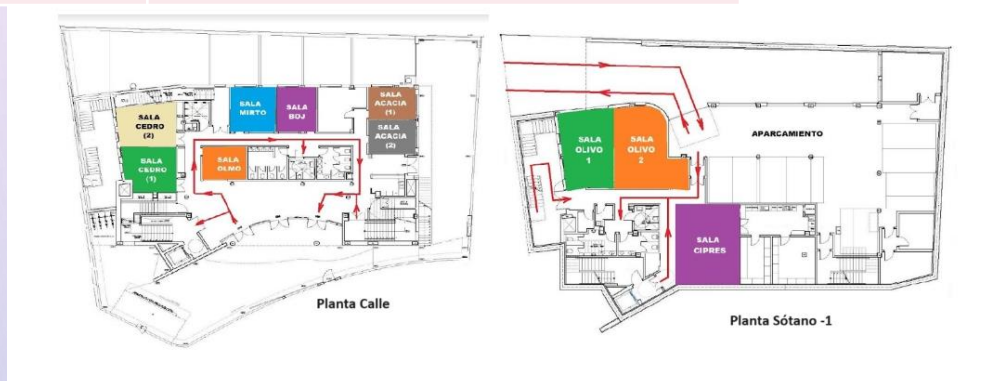 SALA
CEDRO
(2)
SALA
CEDRO
(1)
SALA
MIRTO
SALA
BOJ
SALA
ACACIA
(1)
SALA
ACACIA
(2)
SALA
OLMO
Planta Calle
SALA
OLIVO
1
SALA
OLIVO
2
APARCAMIENTO
SALA
CIPRES
Planta Sótano -1